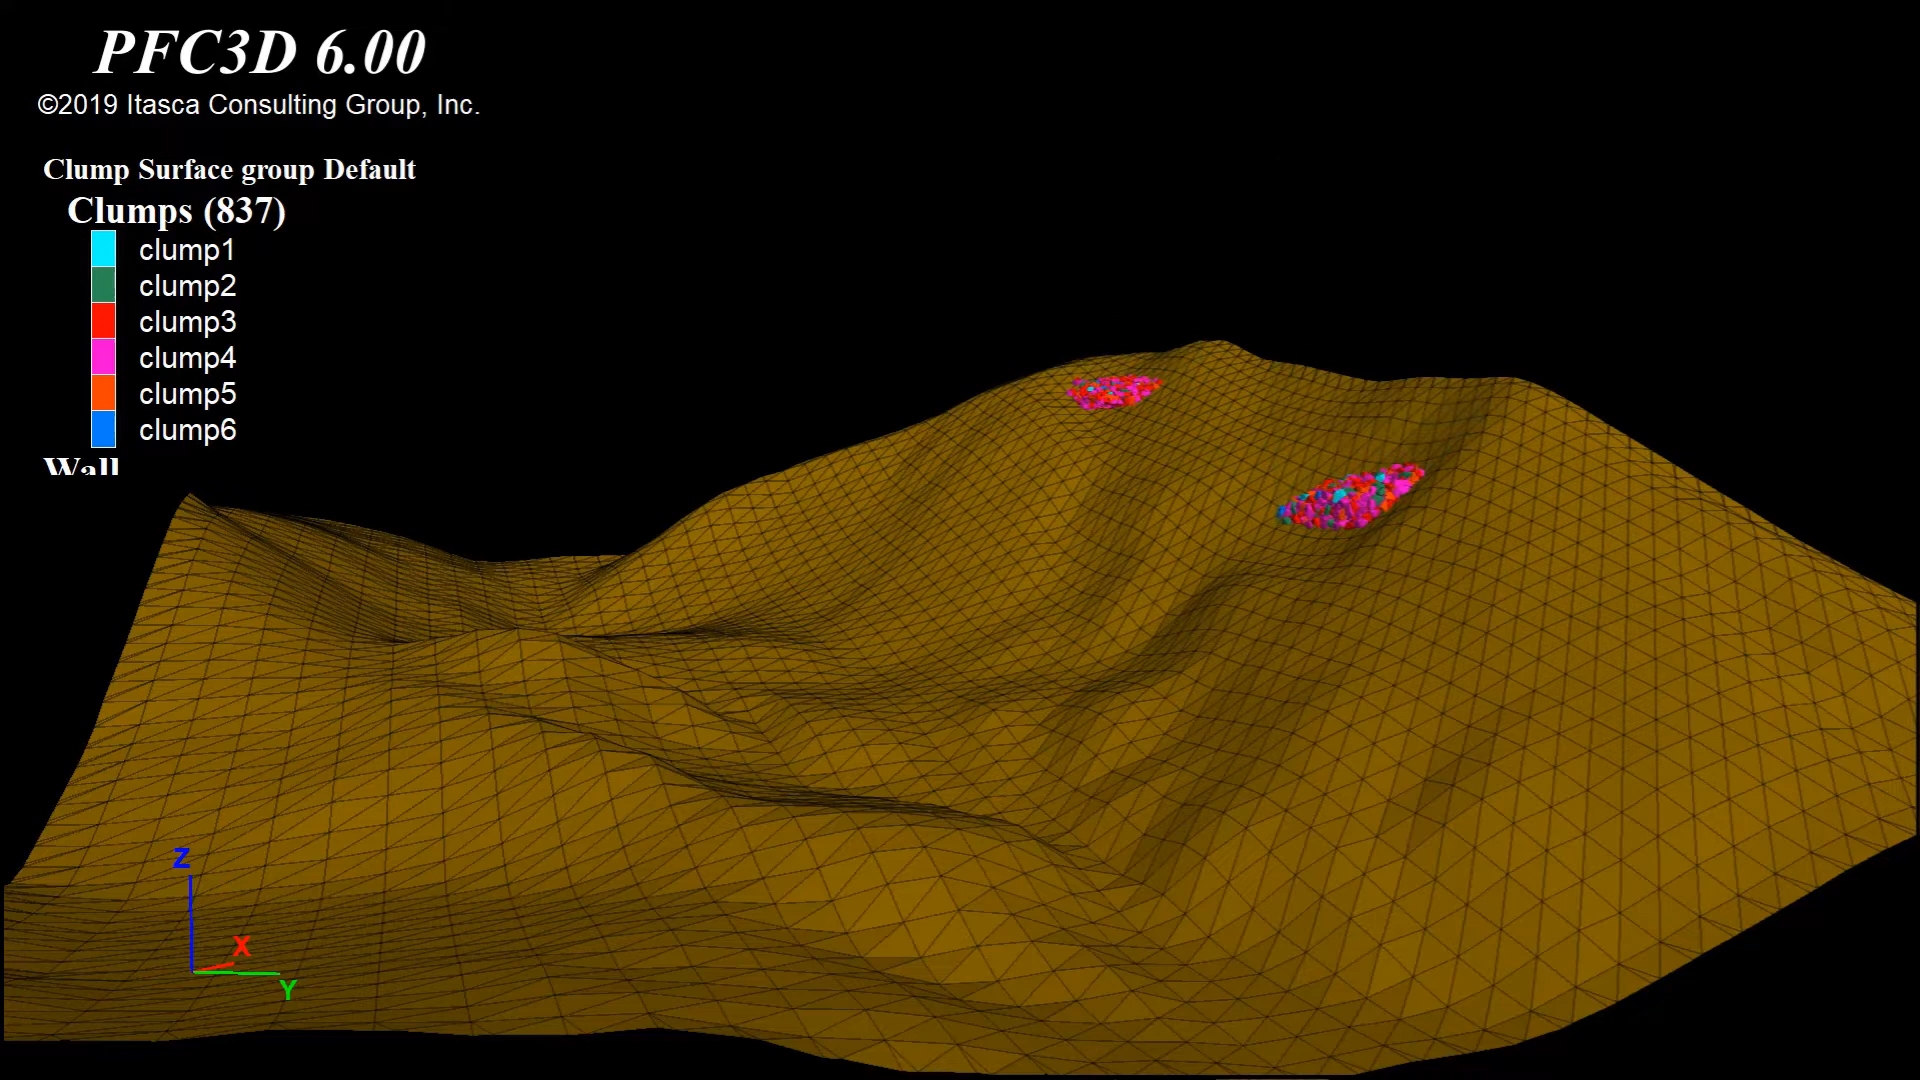 PFC3D 6.00
©2019 Itasca Consulting Group, Inc.
Clump Surface group Default
Clumps (837)
clump1
clump2
clump3
clump4
clump5
clump6
Wall
Z
X
Y